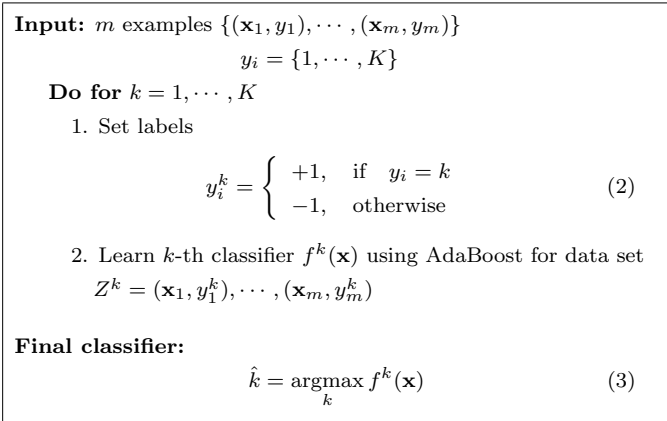 Input: m examples {(x₁, y₁), ⋯ , (xₘ, yₘ)}
yᵢ = {1, ⋯ , K}
Do for k = 1, ⋯ , K
1. Set labels
yᵢᵏ = { +1, if yᵢ = k
−1, otherwise (2)
2. Learn k-th classifier fᵏ(x) using AdaBoost for data set
Zᵏ = (x₁, y₁ᵏ), ⋯ , (xₘ, yₘᵏ)
Final classifier:
k̂ = argmax fᵏ(x) (3)
k